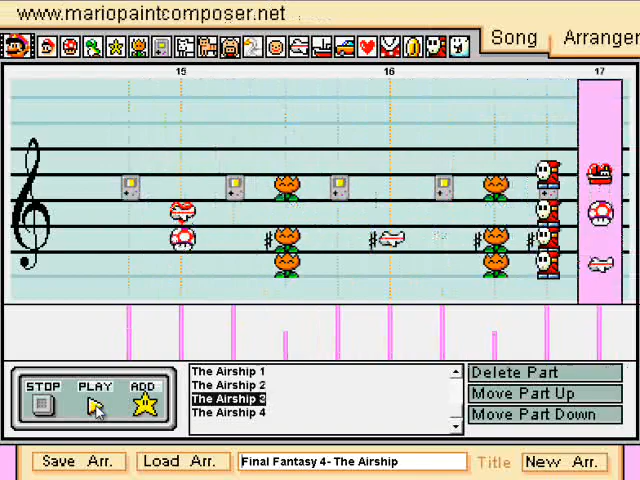 www.mariopaintcomposer.net
Song
Arranger
15 16 17
STOP PLAY ADD
The Airship 1
The Airship 2
The Airship 3
The Airship 4
Delete Part
Move Part Up
Move Part Down
Save Arr. Load Arr. Final Fantasy 4- The Airship Title New Arr.